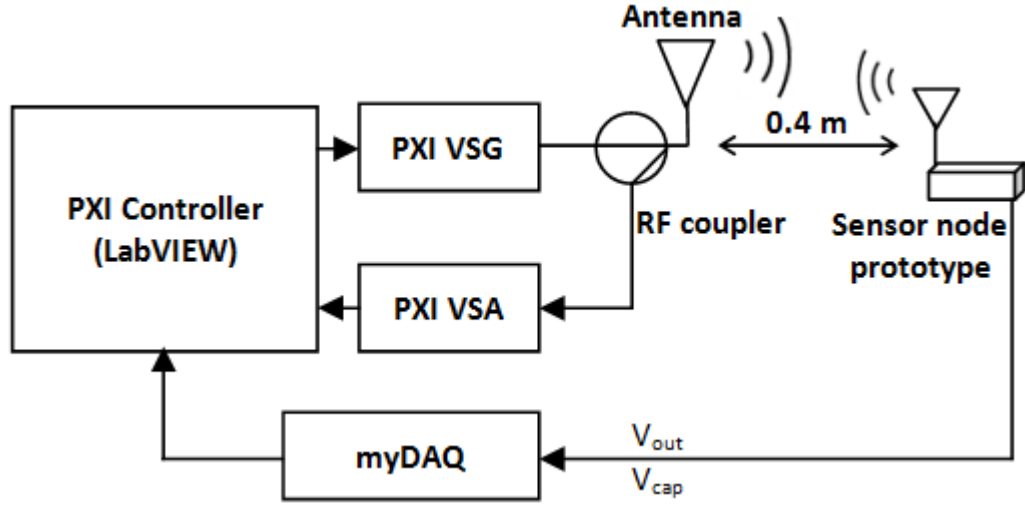 Antenna
PXI VSG
0.4 m
PXI Controller
(LabVIEW)
RF coupler
Sensor node
prototype
PXI VSA
myDAQ
Vout
Vcap